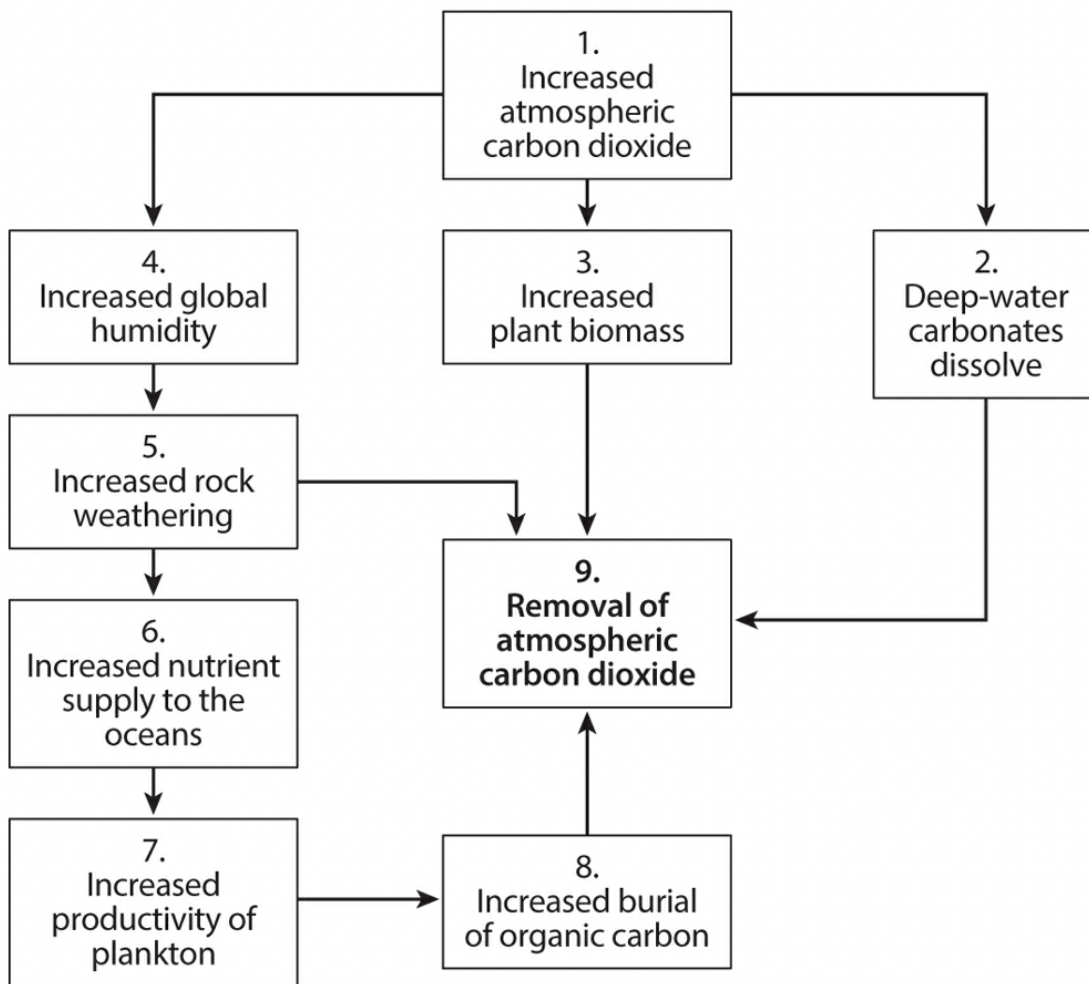 1.
Increased
atmospheric
carbon dioxide
4.
Increased global
humidity
3.
Increased
plant biomass
2.
Deep-water
carbonates
dissolve
5.
Increased rock
weathering
9.
Removal of
atmospheric
carbon dioxide
6.
Increased nutrient
supply to the
oceans
7.
Increased
productivity of
plankton
8.
Increased burial
of organic carbon